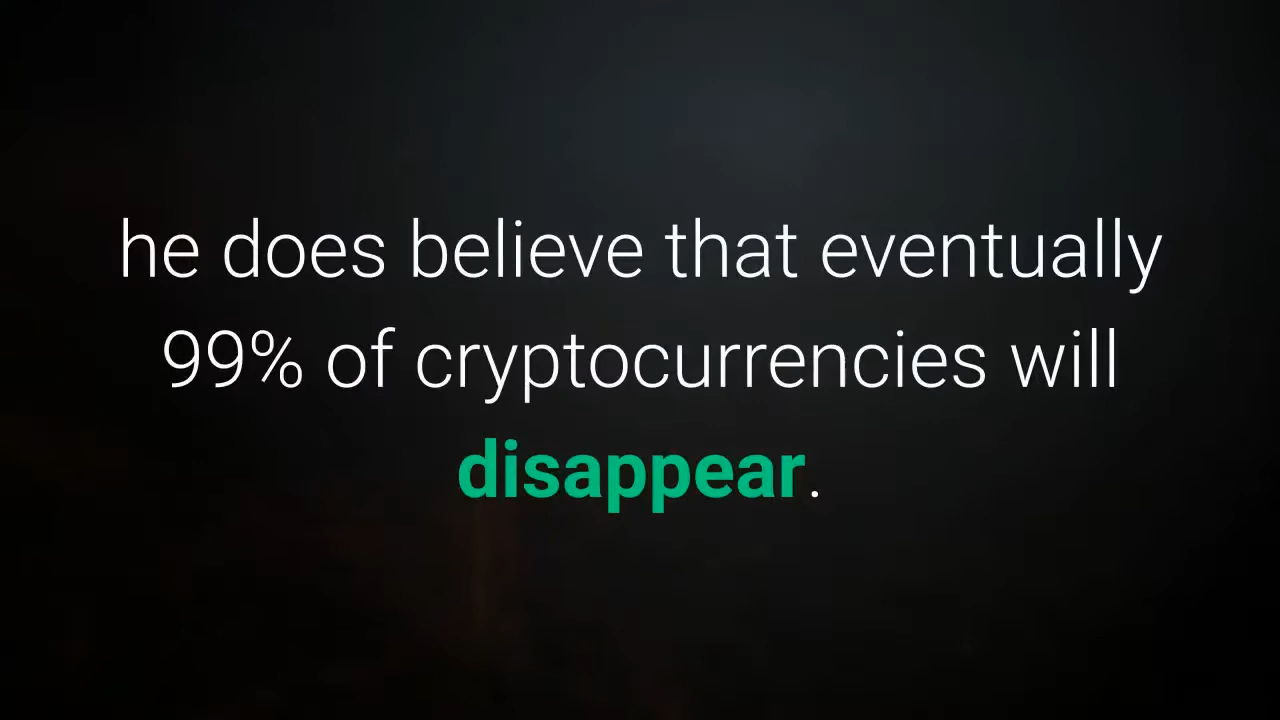 he does believe that eventually
99% of cryptocurrencies will
disappear.